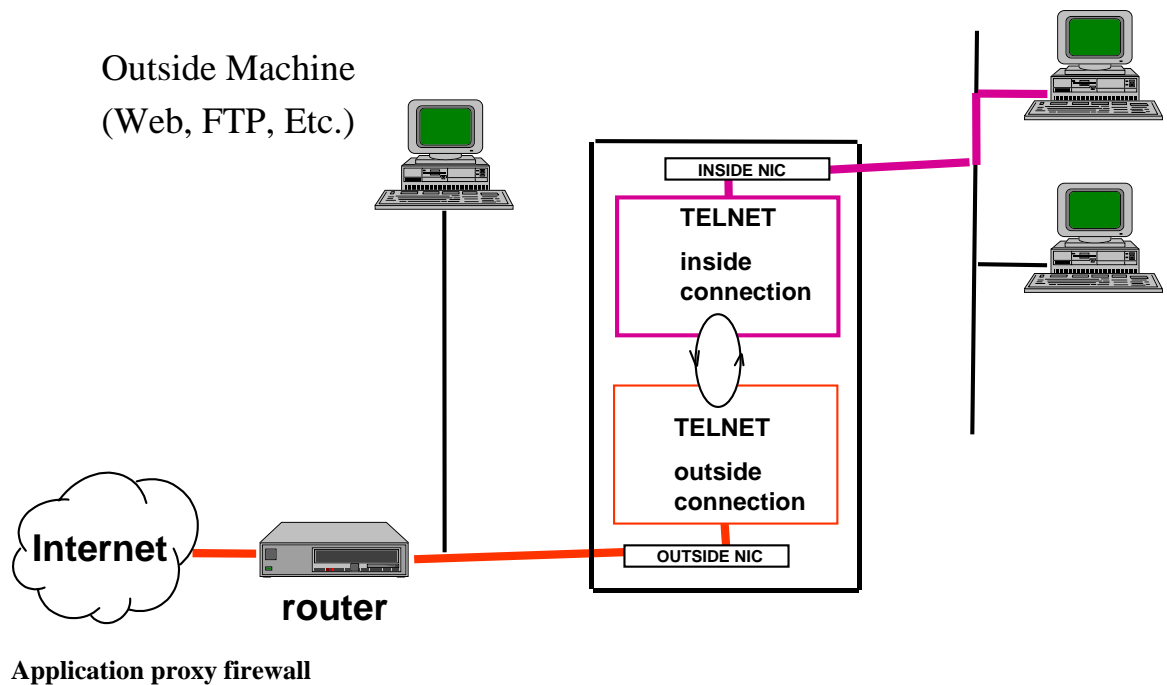 Outside Machine
(Web, FTP, Etc.)
INSIDE NIC
TELNET
inside
connection
TELNET
outside
connection
OUTSIDE NIC
Internet
router
Application proxy firewall